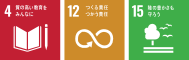 4 質の高い教育を
みんなに
12 つくる責任
つかう責任
15 陸の豊かさも
守ろう